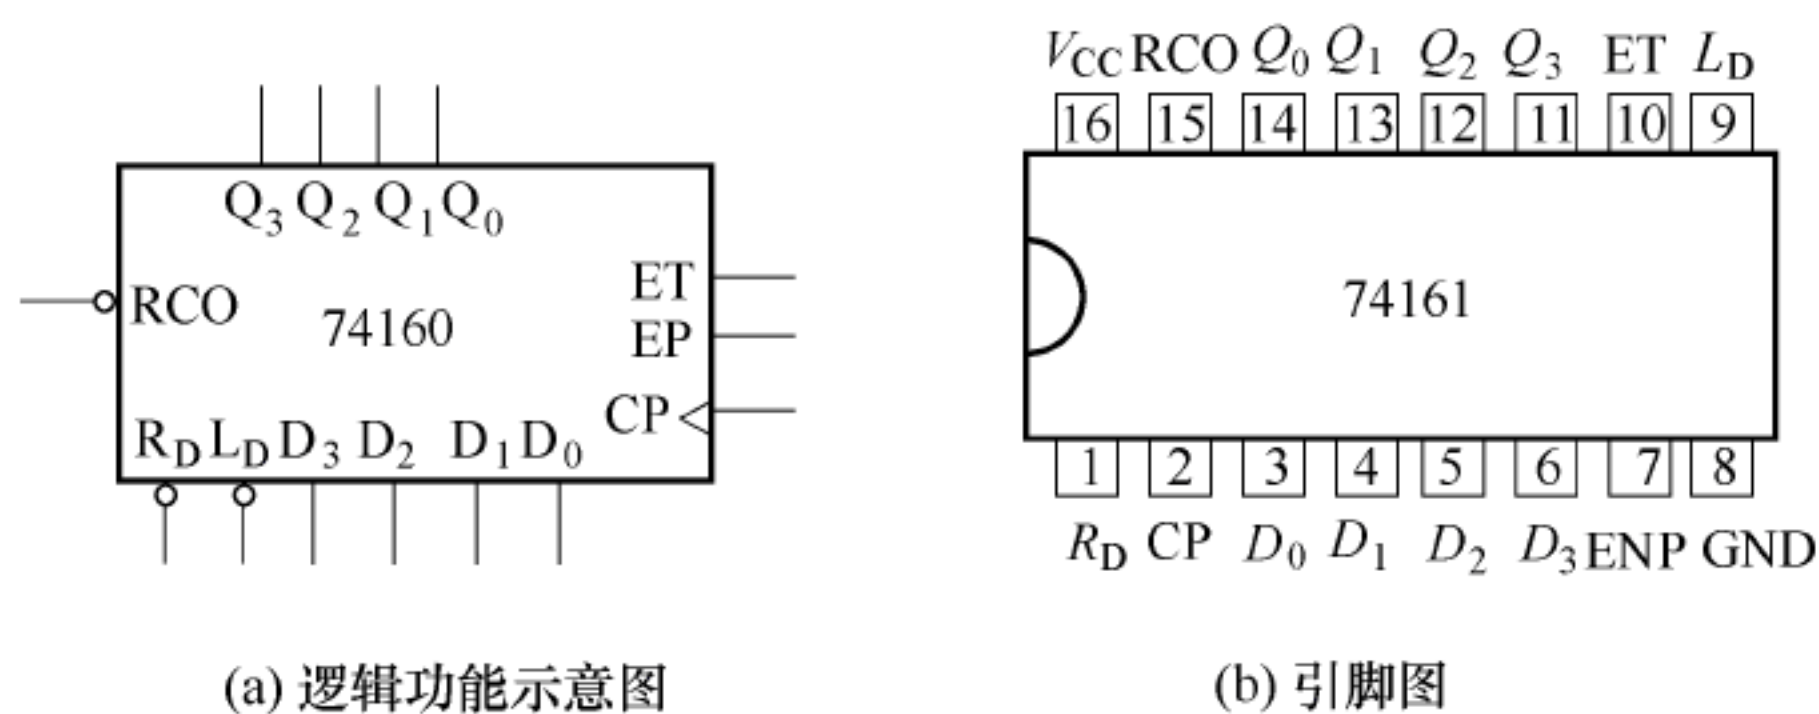 Q3 Q2 Q1 Q0
RCO
74160
ET
EP
CP
RD LD D3 D2 D1 D0
(a) 逻辑功能示意图
VCC RCO Q0 Q1 Q2 Q3 ET LD
16 15 14 13 12 11 10 9
74161
1 2 3 4 5 6 7 8
RD CP D0 D1 D2 D3 ENP GND
(b) 引脚图